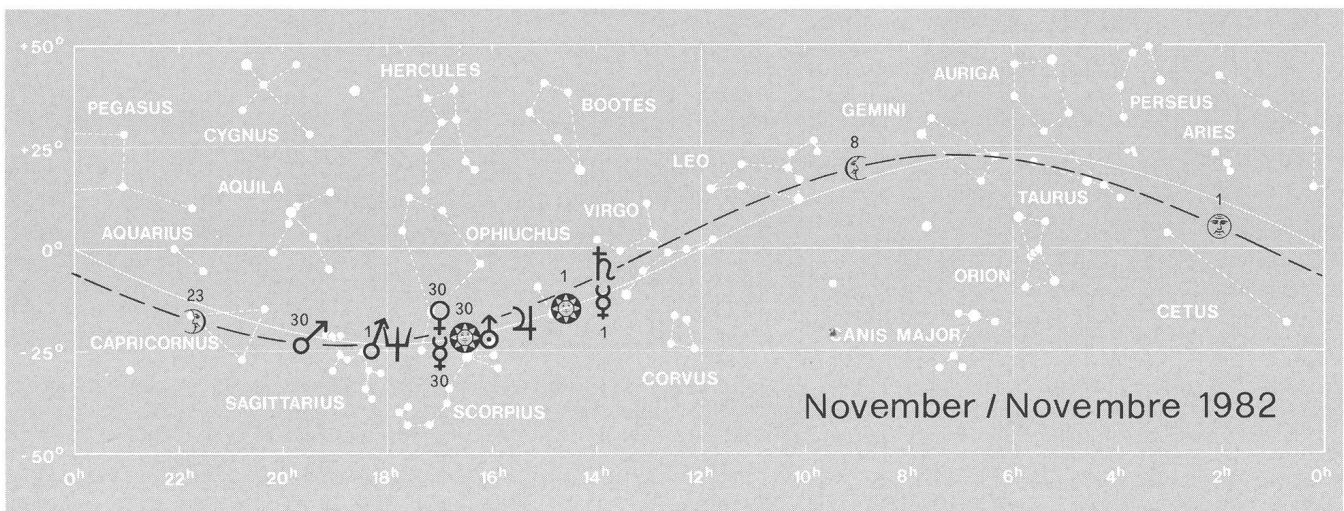 +50°
HERCULES
AURIGA
PEGASUS
BOOTES
GEMINI
PERSEUS
CYGNUS
ARIES
8
+25°
LEO
AQUILA
TAURUS
VIRGO
1
AQUARIUS
OPHIUCHUS
0°
ORION
1
30
23
30
CETUS
30
1
1
CAPRICORNUS
CANIS MAJOR
-25°
30
CORVUS
SAGITTARIUS
SCORPIUS
November / Novembre 1982
-50°
0h 22h 20h 18h 16h 14h 12h 10h 8h 6h 4h 2h 0h